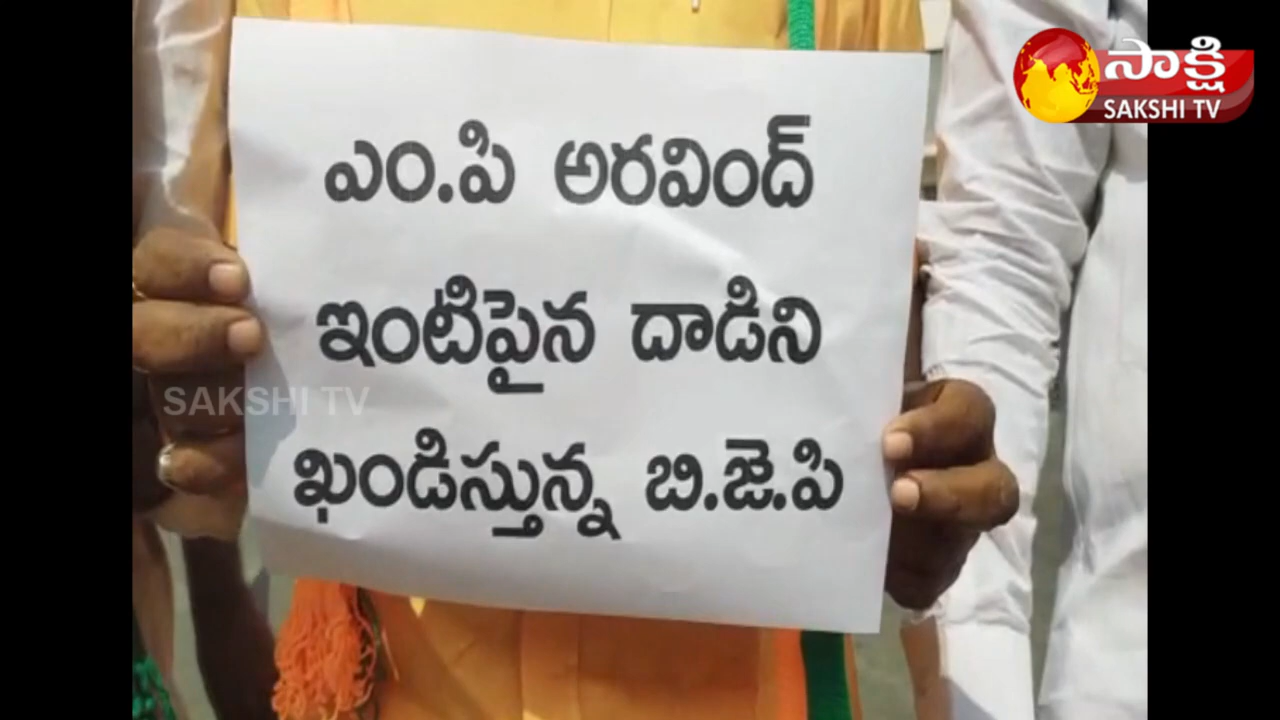 సాక్షి
SAKSHI TV
ఎం.పి అరవింద్
ఇంటిపైన దాడిని
ఖండిస్తున్న బి.జె.పి
SAKSHI TV